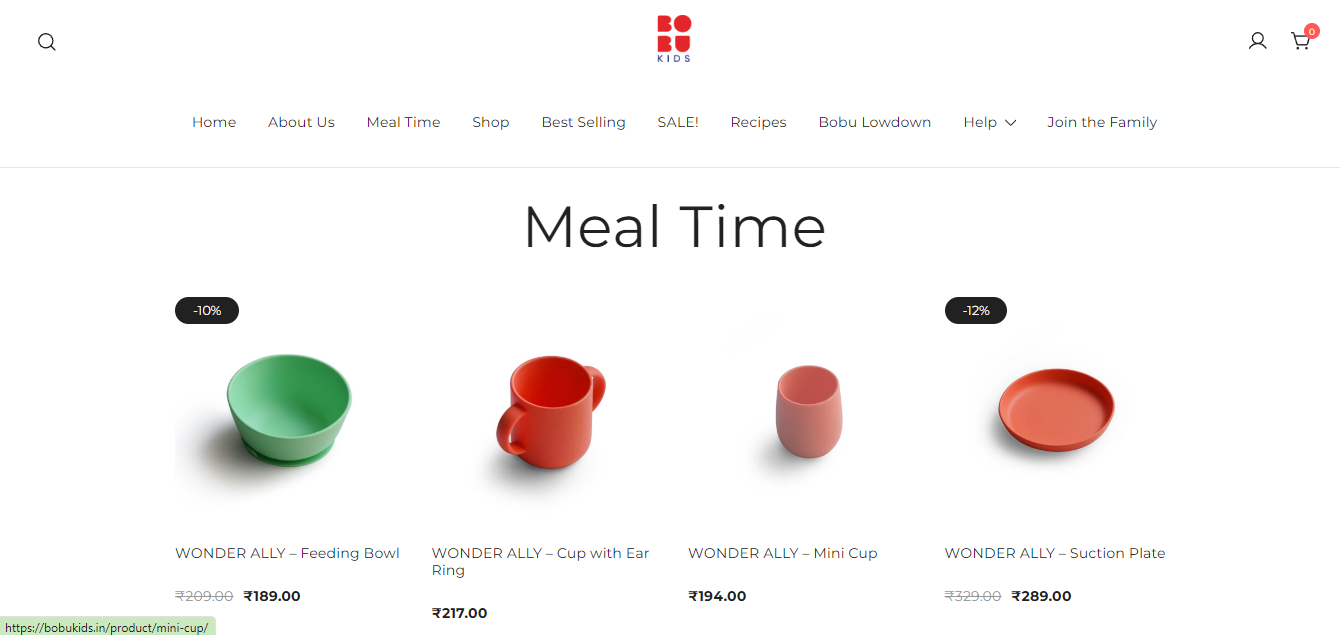 BO
BU
KIDS
0
Home About Us Meal Time Shop Best Selling SALE! Recipes Bobu Lowdown Help Join the Family
Meal Time
-10%
-12%
WONDER ALLY – Feeding Bowl
₹209.00 ₹189.00
WONDER ALLY – Cup with Ear
Ring
₹217.00
WONDER ALLY – Mini Cup
₹194.00
WONDER ALLY – Suction Plate
₹329.00 ₹289.00
https://bobukids.in/product/mini-cup/